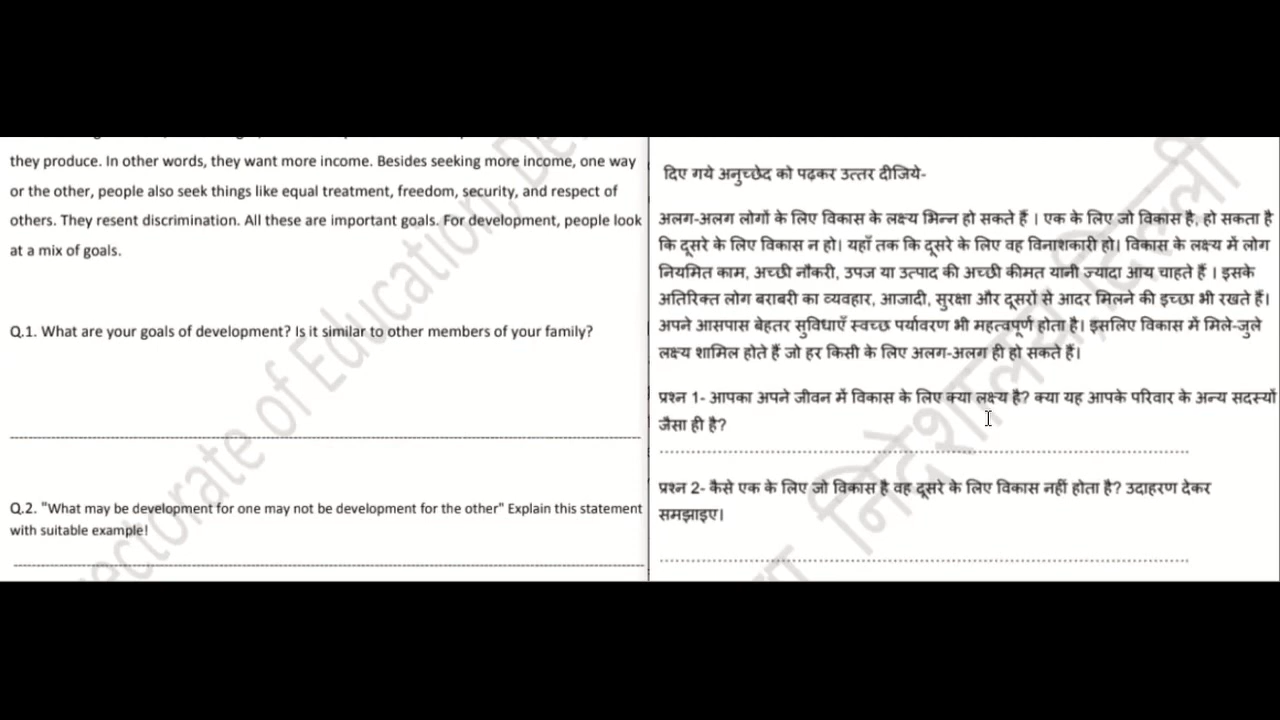 they produce. In other words, they want more income. Besides seeking more income, one way
or the other, people also seek things like equal treatment, freedom, security, and respect of
others. They resent discrimination. All these are important goals. For development, people look
at a mix of goals.
Q.1. What are your goals of development? Is it similar to other members of your family?
Q.2. "What may be development for one may not be development for the other" Explain this statement
with suitable example!
दिए गये अनुच्छेद को पढ़कर उत्तर दीजिये-
अलग-अलग लोगों के लिए विकास के लक्ष्य भिन्न हो सकते हैं । एक के लिए जो विकास है, हो सकता है
कि दूसरे के लिए विकास न हो। यहाँ तक कि दूसरे के लिए वह विनाशकारी हो। विकास के लक्ष्य में लोग
नियमित काम, अच्छी नौकरी, उपज या उत्पाद की अच्छी कीमत यानी ज्यादा आय चाहते हैं । इसके
अतिरिक्त लोग बराबरी का व्यवहार, आजादी, सुरक्षा और दूसरों से आदर मिलने की इच्छा भी रखते हैं।
अपने आसपास बेहतर सुविधाएँ स्वच्छ पर्यावरण भी महत्वपूर्ण होता है। इसलिए विकास में मिले-जुले
लक्ष्य शामिल होते हैं जो हर किसी के लिए अलग-अलग ही हो सकते हैं।
प्रश्न 1- आपका अपने जीवन में विकास के लिए क्या लक्ष्य है? क्या यह आपके परिवार के अन्य सदस्यों
जैसा ही है?
प्रश्न 2- कैसे एक के लिए जो विकास है वह दूसरे के लिए विकास नहीं होता है? उदाहरण देकर
समझाइए।
of Education,
निदेशालय, दिल्ली